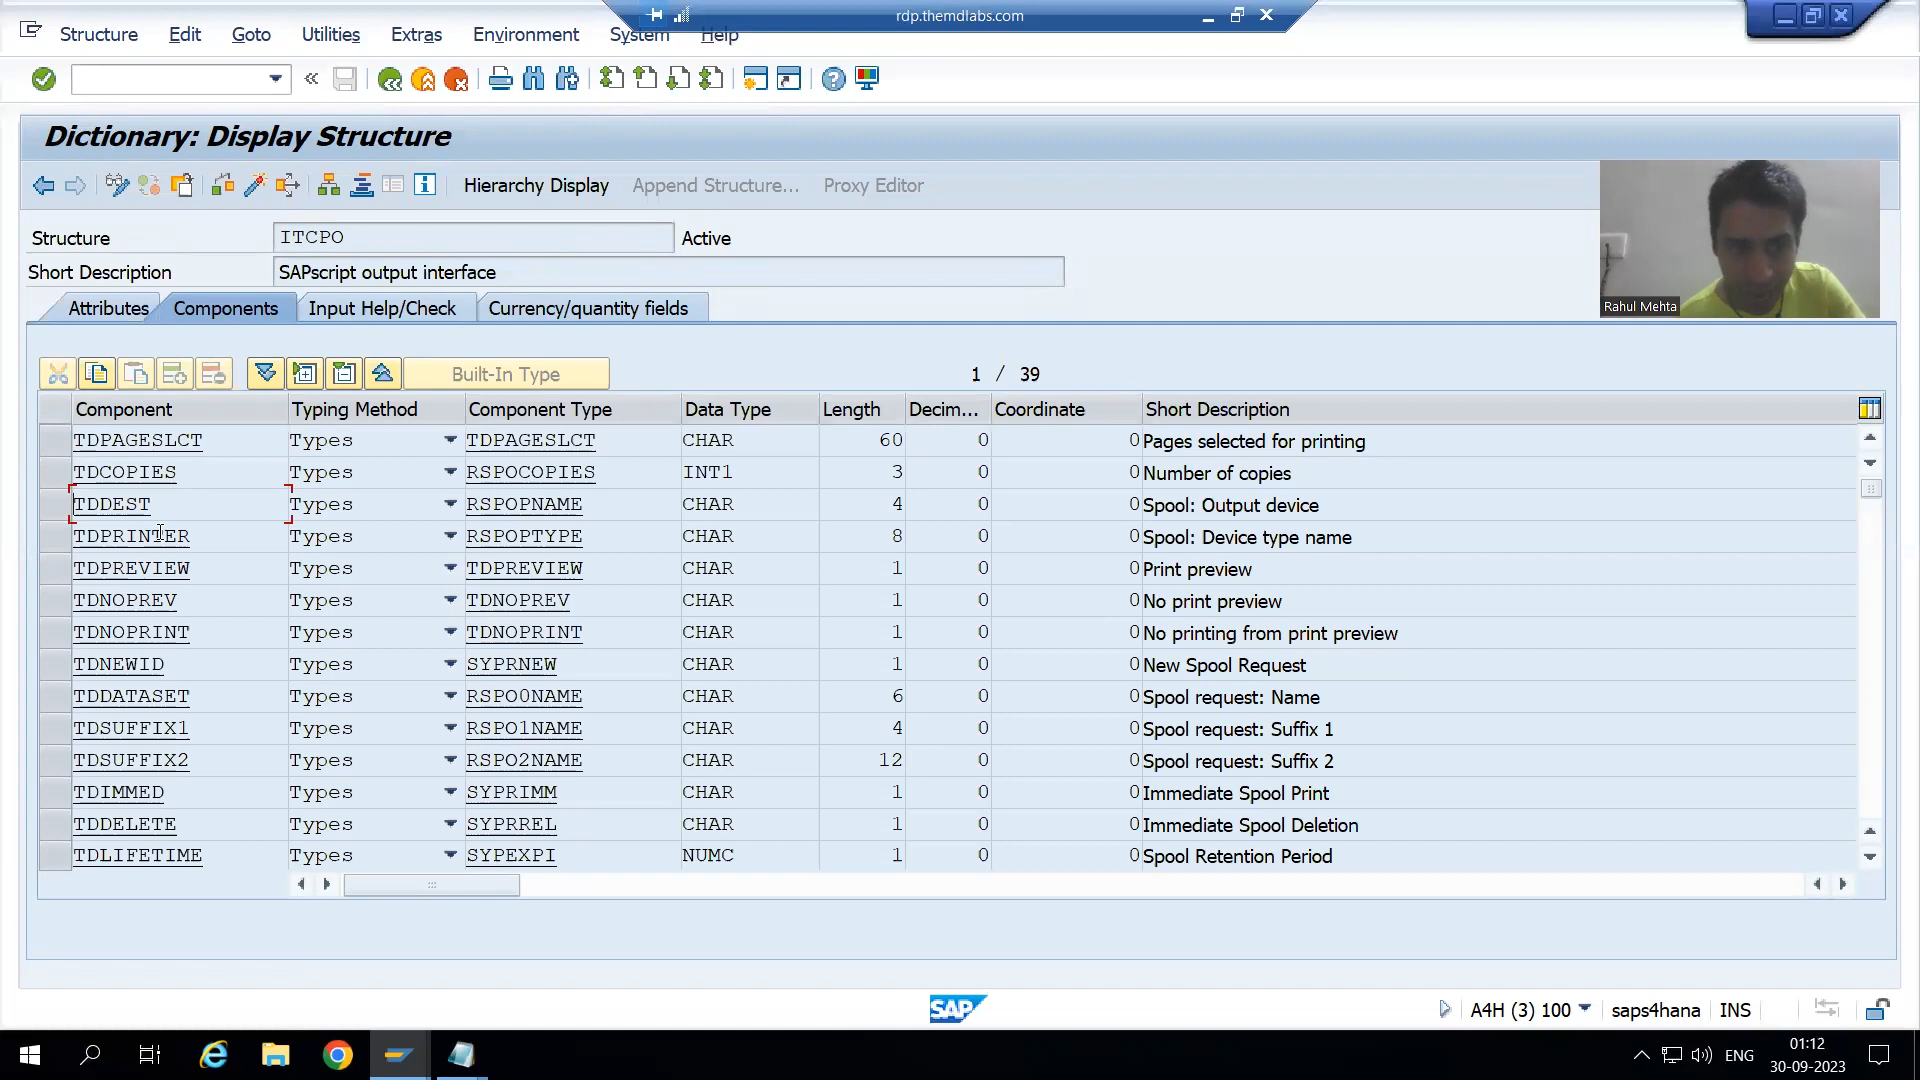 rdp.themdlabs.com
Structure Edit Goto Utilities Extras Environment System Help
Dictionary: Display Structure
Hierarchy Display Append Structure... Proxy Editor
Structure ITCPO Active
Short Description SAPscript output interface
Rahul Mehta
Attributes Components Input Help/Check Currency/quantity fields
Built-In Type 1 / 39
Component Typing Method Component Type Data Type Length Decim... Coordinate Short Description
TDPAGESLCT Types TDPAGESLCT CHAR 60 0 0 Pages selected for printing
TDCOPIES Types RSPOCOPIES INT1 3 0 0 Number of copies
TDDEST Types RSPOPNAME CHAR 4 0 0 Spool: Output device
TDPRINTER Types RSPOPTYPE CHAR 8 0 0 Spool: Device type name
TDPREVIEW Types TDPREVIEW CHAR 1 0 0 Print preview
TDNOPREV Types TDNOPREV CHAR 1 0 0 No print preview
TDNOPRINT Types TDNOPRINT CHAR 1 0 0 No printing from print preview
TDNEWID Types SYPRNEW CHAR 1 0 0 New Spool Request
TDDATASET Types RSPO0NAME CHAR 6 0 0 Spool request: Name
TDSUFFIX1 Types RSPO1NAME CHAR 4 0 0 Spool request: Suffix 1
TDSUFFIX2 Types RSPO2NAME CHAR 12 0 0 Spool request: Suffix 2
TDIMMED Types SYPRIMM CHAR 1 0 0 Immediate Spool Print
TDDELETE Types SYPRREL CHAR 1 0 0 Immediate Spool Deletion
TDLIFETIME Types SYPEXPI NUMC 1 0 0 Spool Retention Period
SAP A4H (3) 100 saps4hana INS
ENG 01:12
30-09-2023